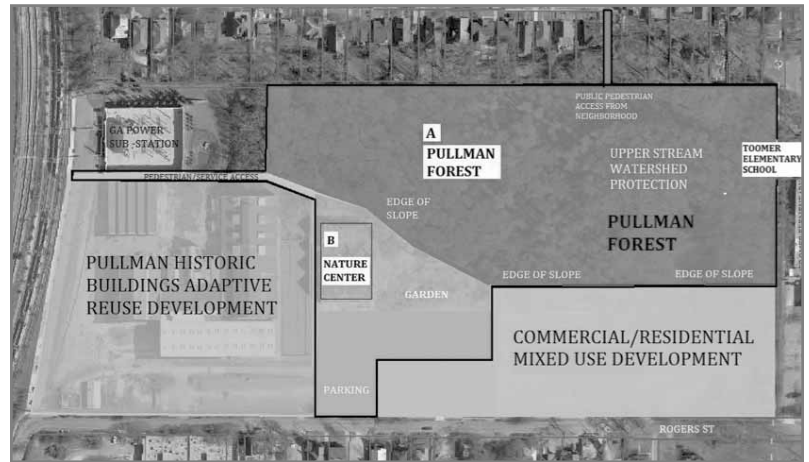 PUBLIC PEDESTRIAN
ACCESS FROM
NEIGHBORHOOD
GA POWER
SUB -STATION
A
PULLMAN
FOREST
UPPER STREAM
WATERSHED
PROTECTION
TOOMER
ELEMENTARY
SCHOOL
PEDESTRIAN/SERVICE ACCESS
EDGE OF
SLOPE
PULLMAN
FOREST
B
NATURE
CENTER
PULLMAN HISTORIC
BUILDINGS ADAPTIVE
REUSE DEVELOPMENT
EDGE OF SLOPE
EDGE OF SLOPE
GARDEN
COMMERCIAL/RESIDENTIAL
MIXED USE DEVELOPMENT
PARKING
ROGERS ST